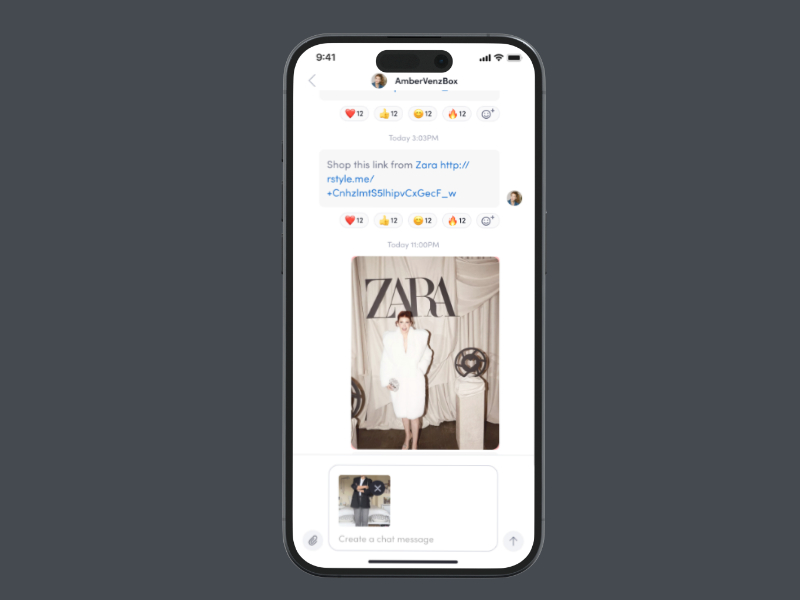 9:41
AmberVenzBox
12 12 12 12
Today 3:03PM
Shop this link from Zara http://
rstyle.me/
+CnhzlmtS5lhipvCxGecF_w
12 12 12 12
Today 11:00PM
ZARA
Create a chat message